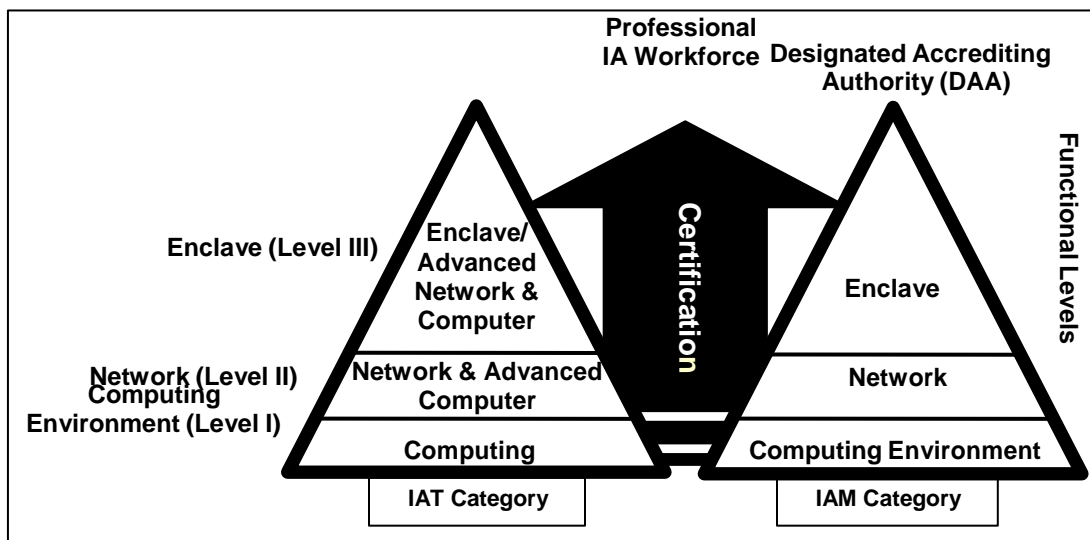 Professional
IA Workforce
Designated Accrediting
Authority (DAA)
Functional Levels
Certification
Enclave (Level III)
Enclave/
Advanced
Network &
Computer
Enclave
Network (Level II)
Computing
Environment (Level I)
Network & Advanced
Computer
Network
Computing
Computing Environment
IAT Category
IAM Category